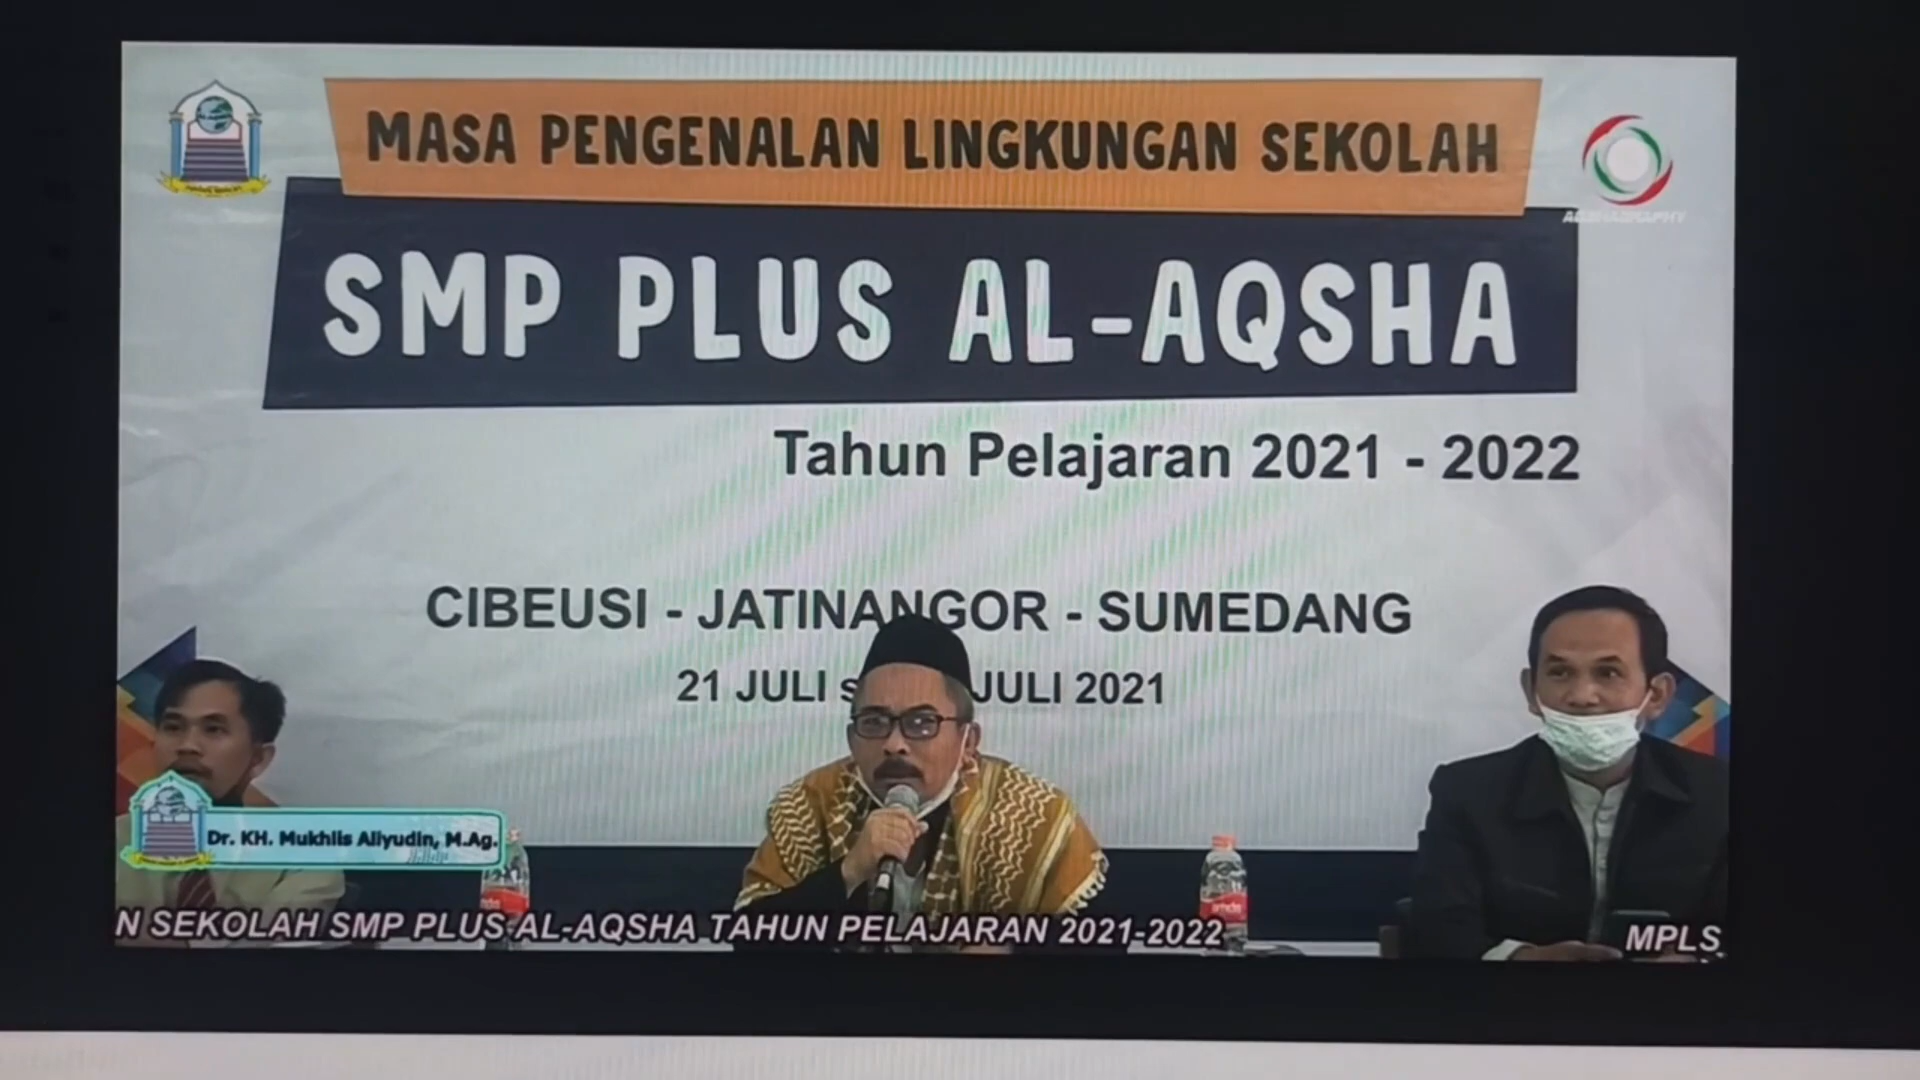 MASA PENGENALAN LINGKUNGAN SEKOLAH
SMP PLUS AL-AQSHA
Tahun Pelajaran 2021 - 2022
CIBEUSI - JATINANGOR - SUMEDANG
21 JULI JULI 2021
Dr. KH. Mukhlis Aliyudin, M.Ag.
N SEKOLAH SMP PLUS AL-AQSHA TAHUN PELAJARAN 2021-2022 MPLS